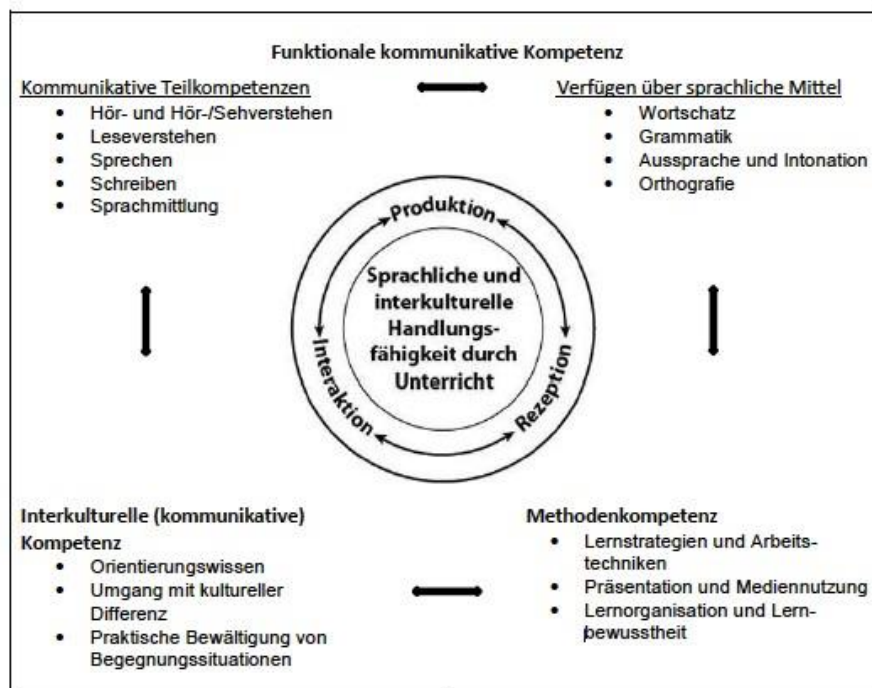 Funktionale kommunikative Kompetenz
Kommunikative Teilkompetenzen
• Hör- und Hör-/Sehverstehen
• Leseverstehen
• Sprechen
• Schreiben
• Sprachmittlung
Verfügen über sprachliche Mittel
• Wortschatz
• Grammatik
• Aussprache und Intonation
• Orthografie
Produktion
Sprachliche und
interkulturelle
Handlungs-
fähigkeit durch
Unterricht
Interaktion
Rezeption
Interkulturelle (kommunikative)
Kompetenz
• Orientierungswissen
• Umgang mit kultureller
Differenz
• Praktische Bewältigung von
Begegnungssituationen
Methodenkompetenz
• Lernstrategien und Arbeits-
techniken
• Präsentation und Mediennutzung
• Lernorganisation und Lern-
bewusstheit